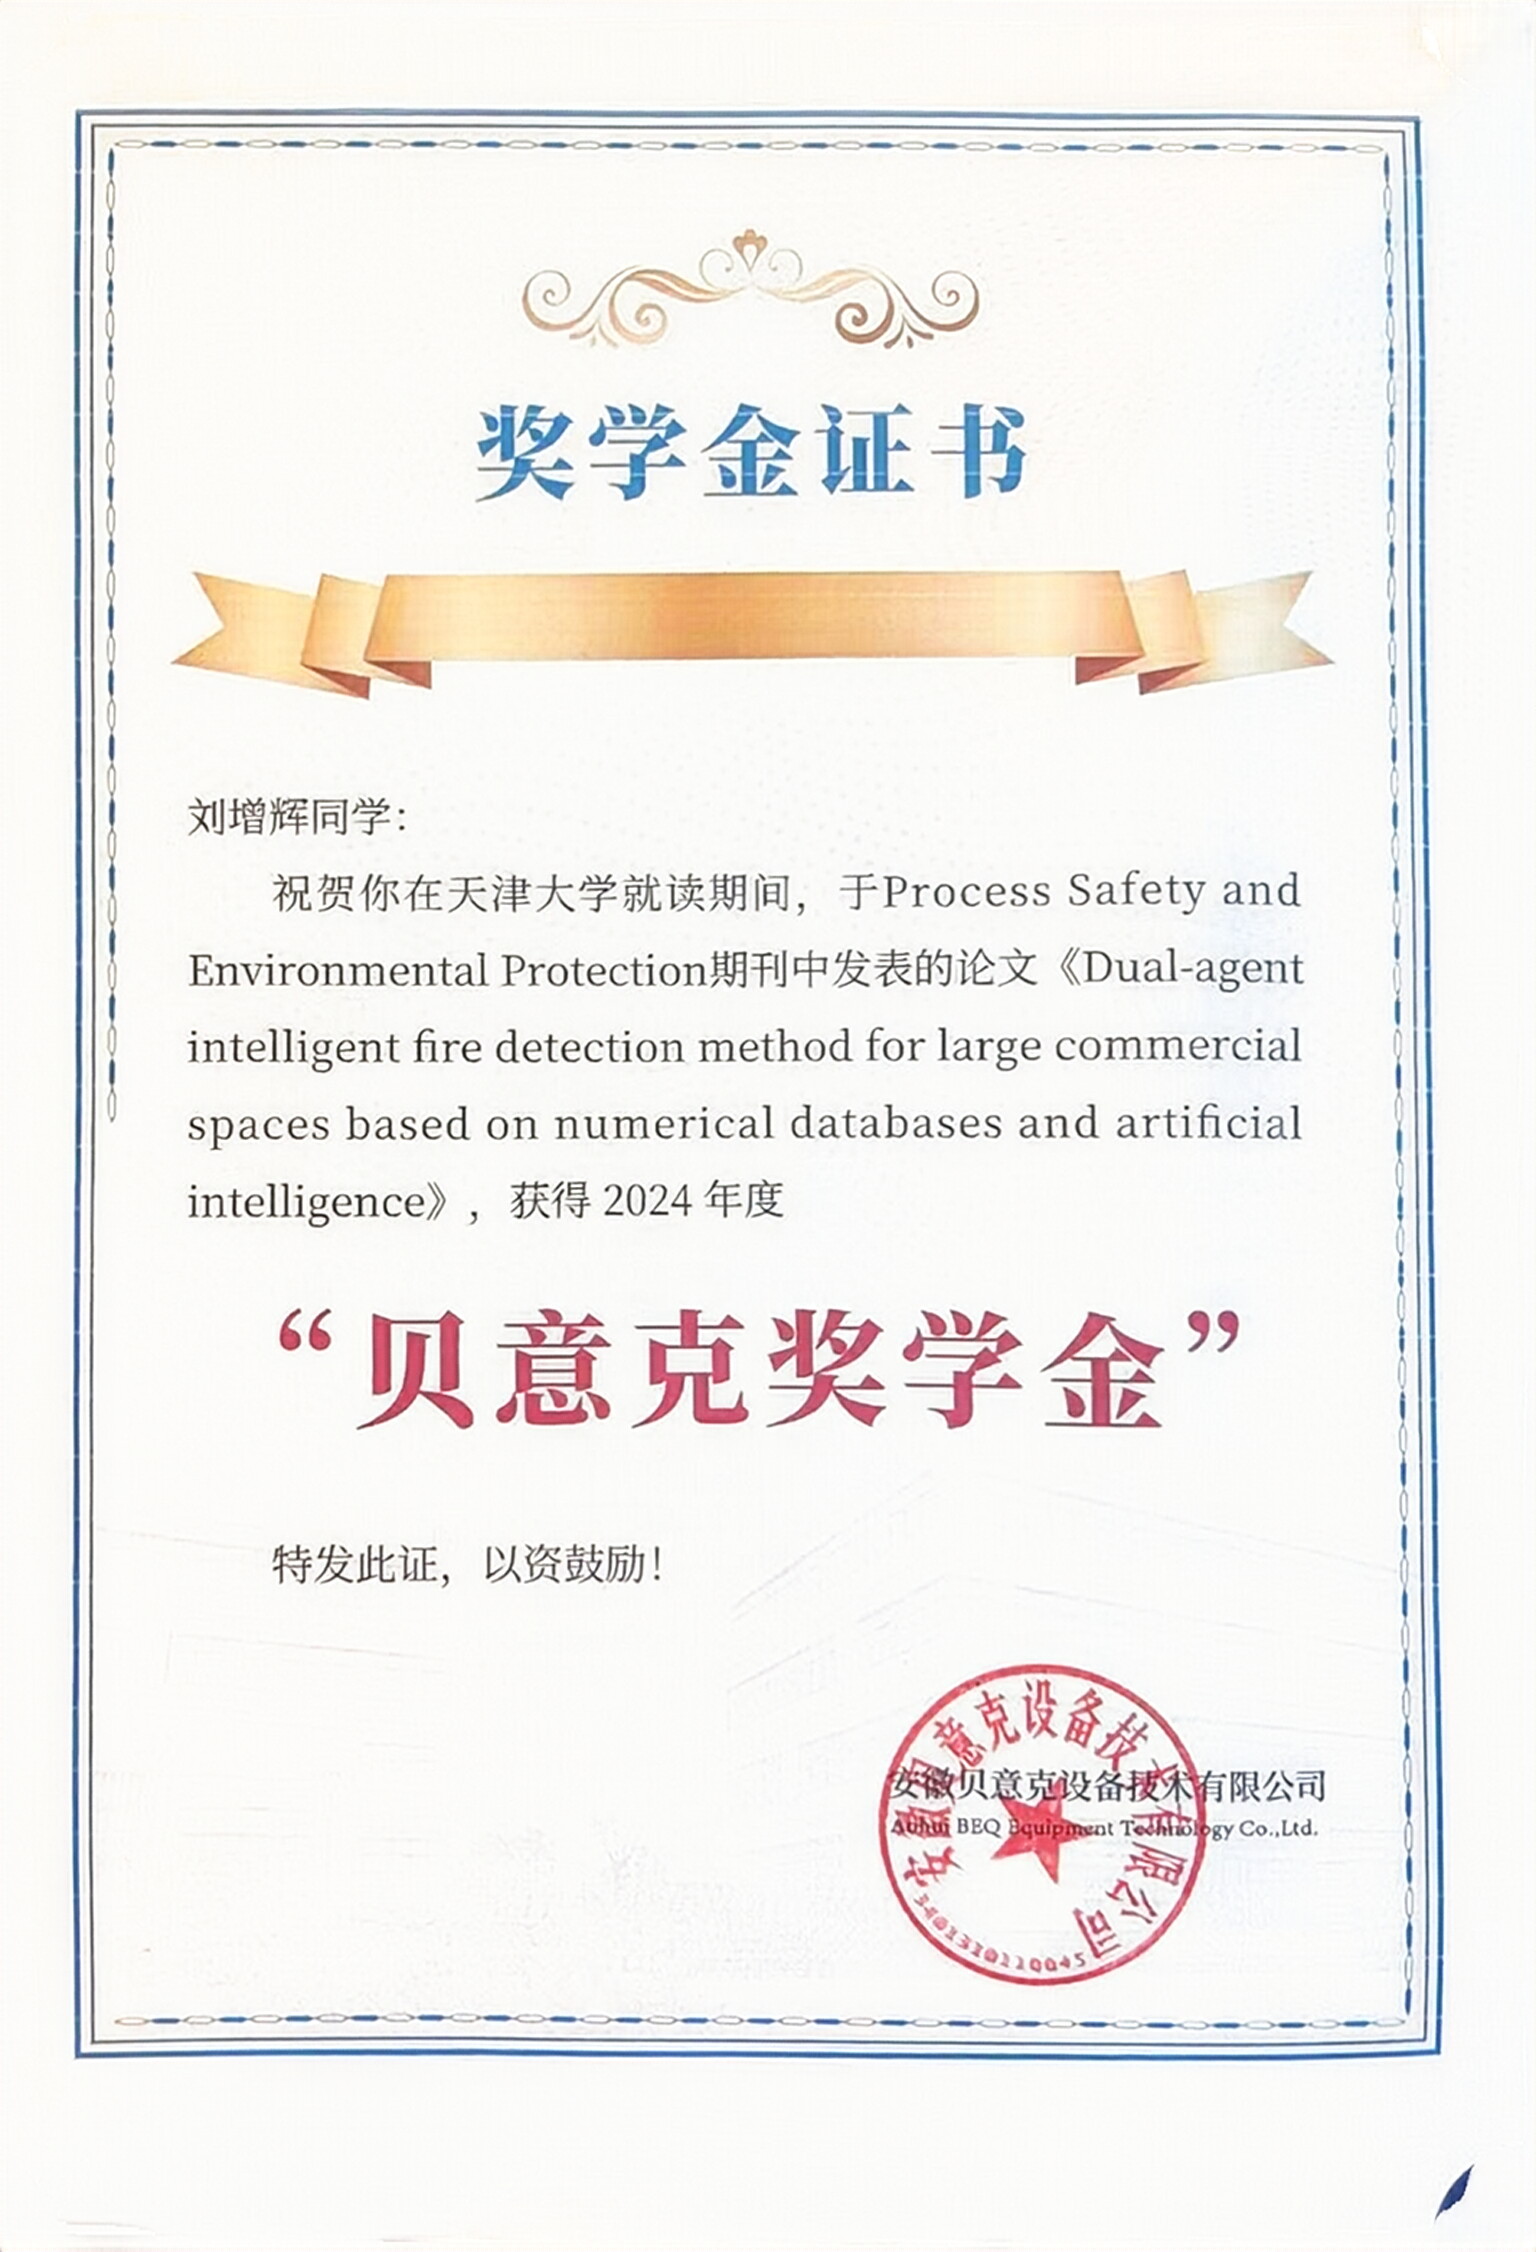 奖学金证书
刘增辉同学：
祝贺你在天津大学就读期间，于Process Safety and
Environmental Protection期刊中发表的论文《Dual-agent
intelligent fire detection method for large commercial
spaces based on numerical databases and artificial
intelligence》，获得 2024 年度
“贝意克奖学金”
特发此证，以资鼓励！
安徽贝意克设备技术有限公司
安徽贝意克设备技术有限公司
Anhui BEQ Equipment Technology Co.,Ltd.